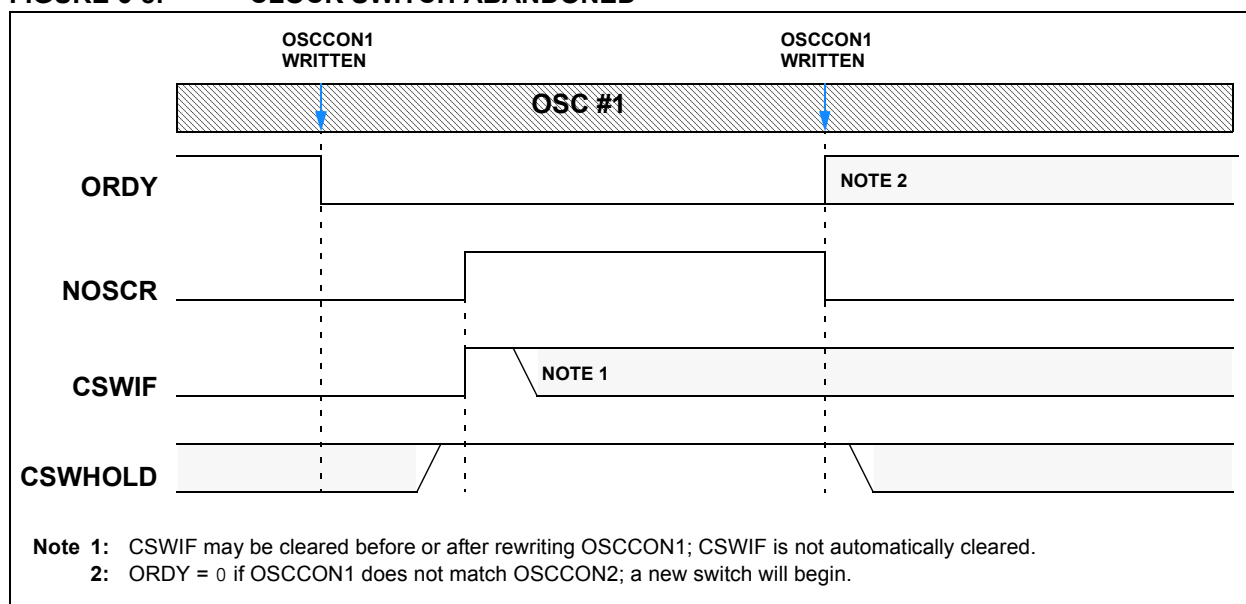 OSCCON1
WRITTEN
OSCCON1
WRITTEN
OSC #1
ORDY
NOTE 2
NOSCR
CSWIF
NOTE 1
CSWHOLD
Note 1: CSWIF may be cleared before or after rewriting OSCCON1; CSWIF is not automatically cleared.
2: ORDY = 0 if OSCCON1 does not match OSCCON2; a new switch will begin.